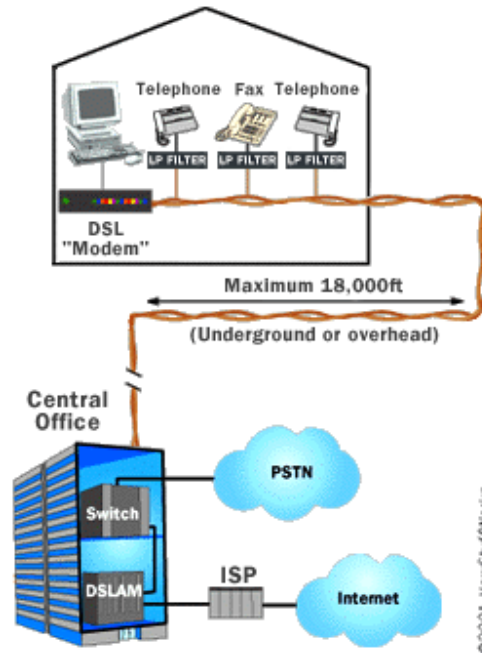 Telephone Fax Telephone
LP FILTER LP FILTER LP FILTER
DSL
"Modem"
Maximum 18,000ft
(Underground or overhead)
Central
Office
PSTN
Switch
ISP
DSLAM
Internet